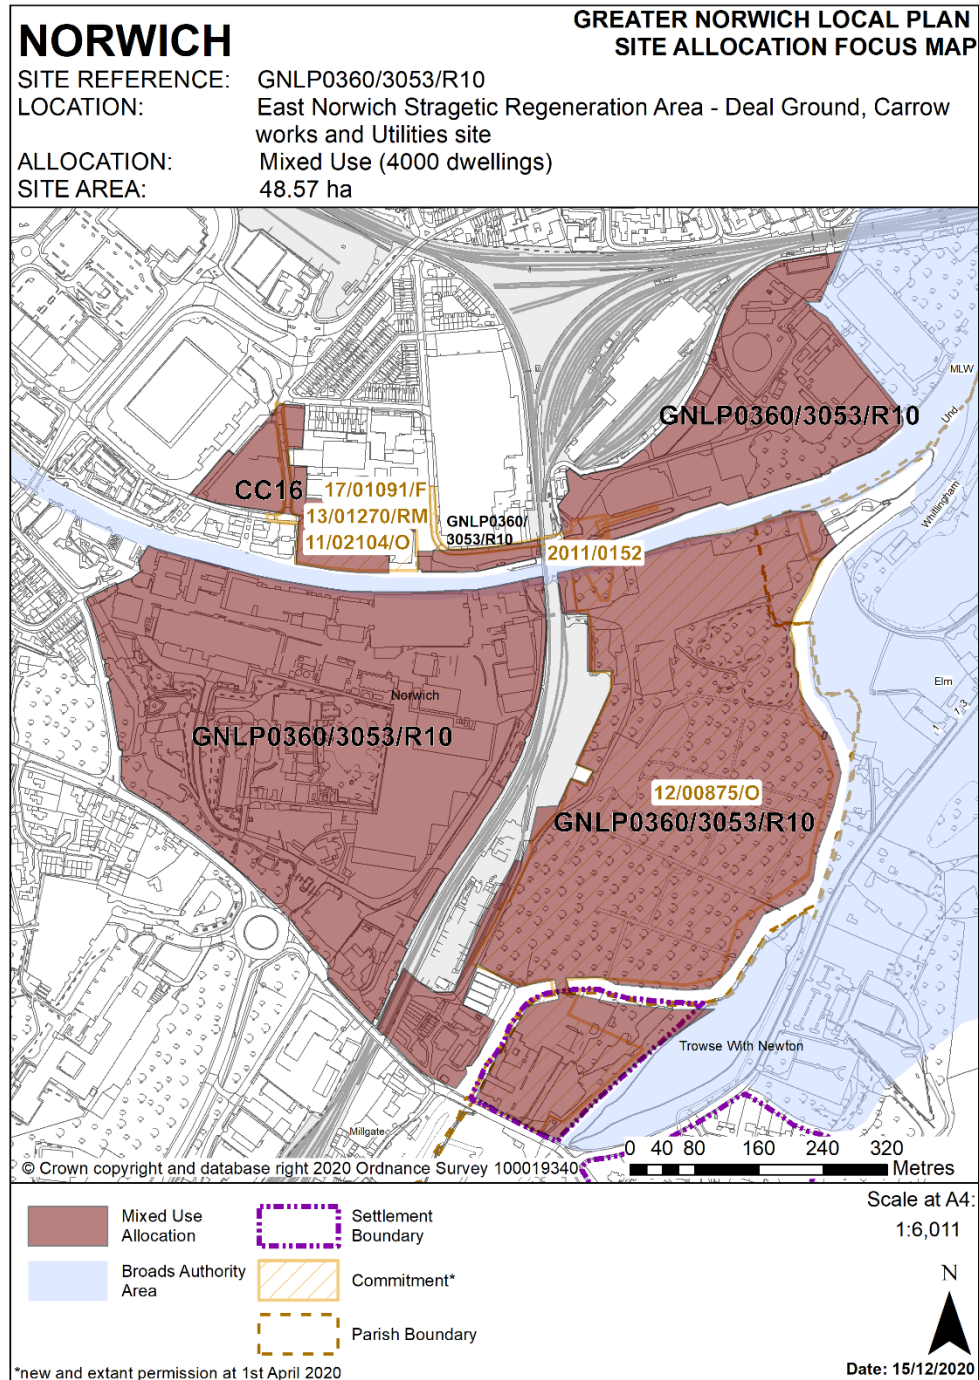 NORWICH
GREATER NORWICH LOCAL PLAN
SITE ALLOCATION FOCUS MAP
SITE REFERENCE: GNLP0360/3053/R10
LOCATION: East Norwich Stragetic Regeneration Area - Deal Ground, Carrow
works and Utilities site
ALLOCATION: Mixed Use (4000 dwellings)
SITE AREA: 48.57 ha
MLW
Und
GNLP0360/3053/R10
CC16
17/01091/F
13/01270/RM
11/02104/O
GNLP0360/
3053/R10
2011/0152
Whitlingham
Elm
1
1.3
Norwich
GNLP0360/3053/R10
12/00875/O
GNLP0360/3053/R10
Trowse With Newton
Millgate
© Crown copyright and database right 2020 Ordnance Survey 100019340
0 40 80 160 240 320
Metres
Mixed Use
Allocation
Settlement
Boundary
Broads Authority
Area
Commitment*
Parish Boundary
Scale at A4:
1:6,011
N
*new and extant permission at 1st April 2020
Date: 15/12/2020